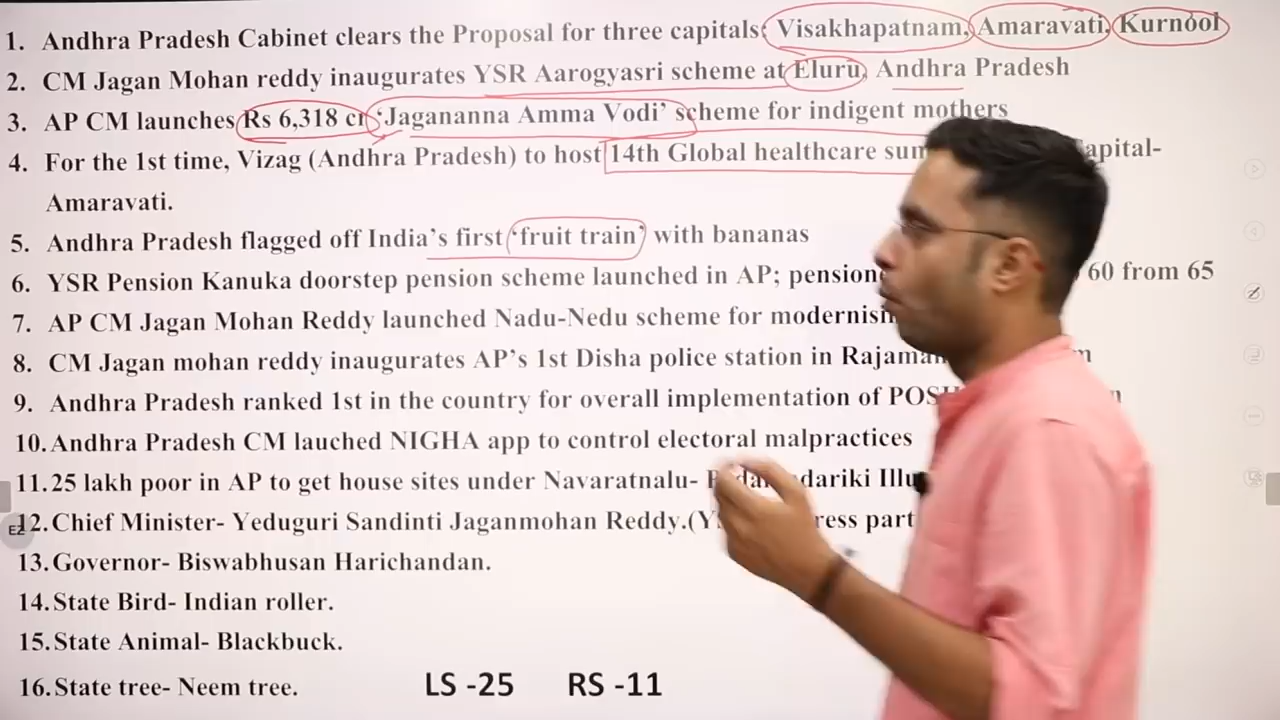 1. Andhra Pradesh Cabinet clears the Proposal for three capitals: Visakhapatnam, Amaravati, Kurnool
2. CM Jagan Mohan reddy inaugurates YSR Aarogyasri scheme at Eluru, Andhra Pradesh
3. AP CM launches Rs 6,318 cr 'Jagananna Amma Vodi' scheme for indigent mothers
4. For the 1st time, Vizag (Andhra Pradesh) to host 14th Global healthcare
Amaravati.
5. Andhra Pradesh flagged off India's first 'fruit train' with bananas
6. YSR Pension Kanuka doorstep pension scheme launched in AP; 60 from 65
7. AP CM Jagan Mohan Reddy launched Nadu-Nedu scheme for
8. CM Jagan mohan reddy inaugurates AP's 1st Disha police station in
9. Andhra Pradesh ranked 1st in the country for overall implementation of
10. Andhra Pradesh CM lauched NIGHA app to control electoral malpractices
11. 25 lakh poor in AP to get house sites under Navaratnalu-
12. Chief Minister- Yeduguri Sandinti Jaganmohan Reddy.
13. Governor- Biswabhusan Harichandan.
14. State Bird- Indian roller.
15. State Animal- Blackbuck.
16. State tree- Neem tree. LS -25 RS -11